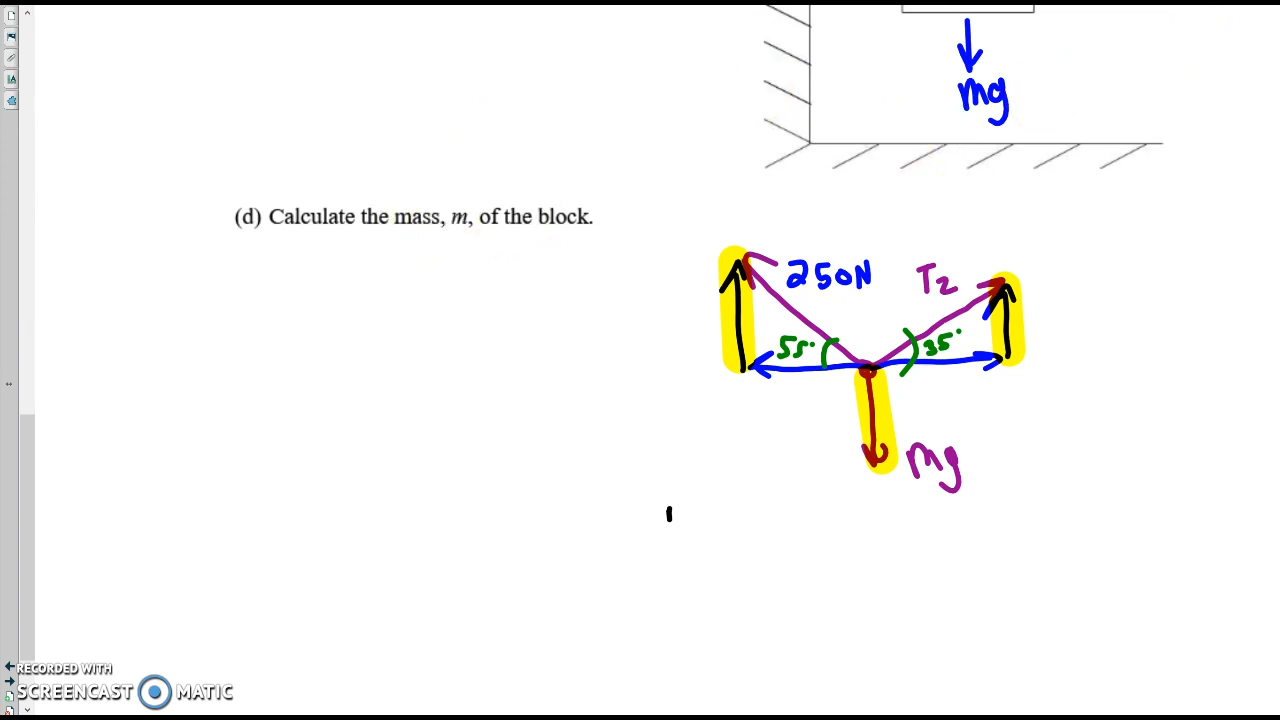 mg
(d) Calculate the mass, m, of the block.
250N T2
55° 35°
mg
RECORDED WITH
SCREENCAST MATIC